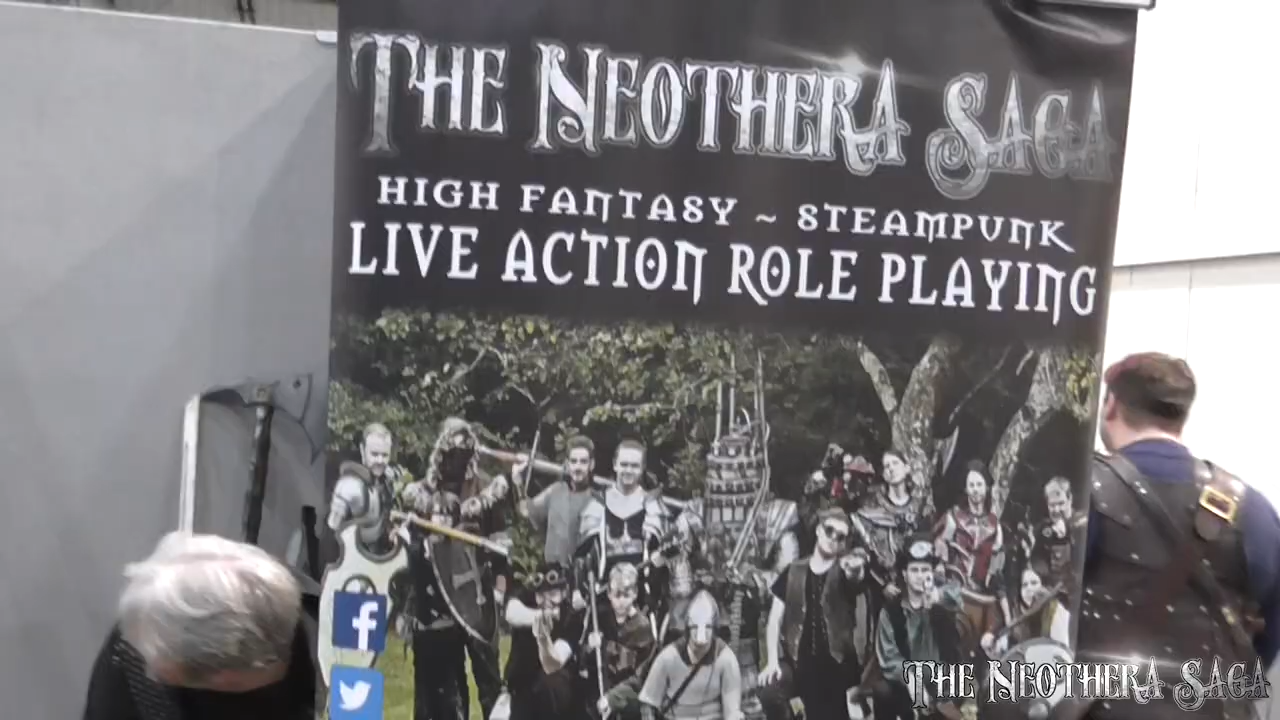 THE NEOTHERA SAGA
HIGH FANTASY ~ STEAMPUNK
LIVE ACTION ROLE PLAYING
f
THE NEOTHERA SAGA